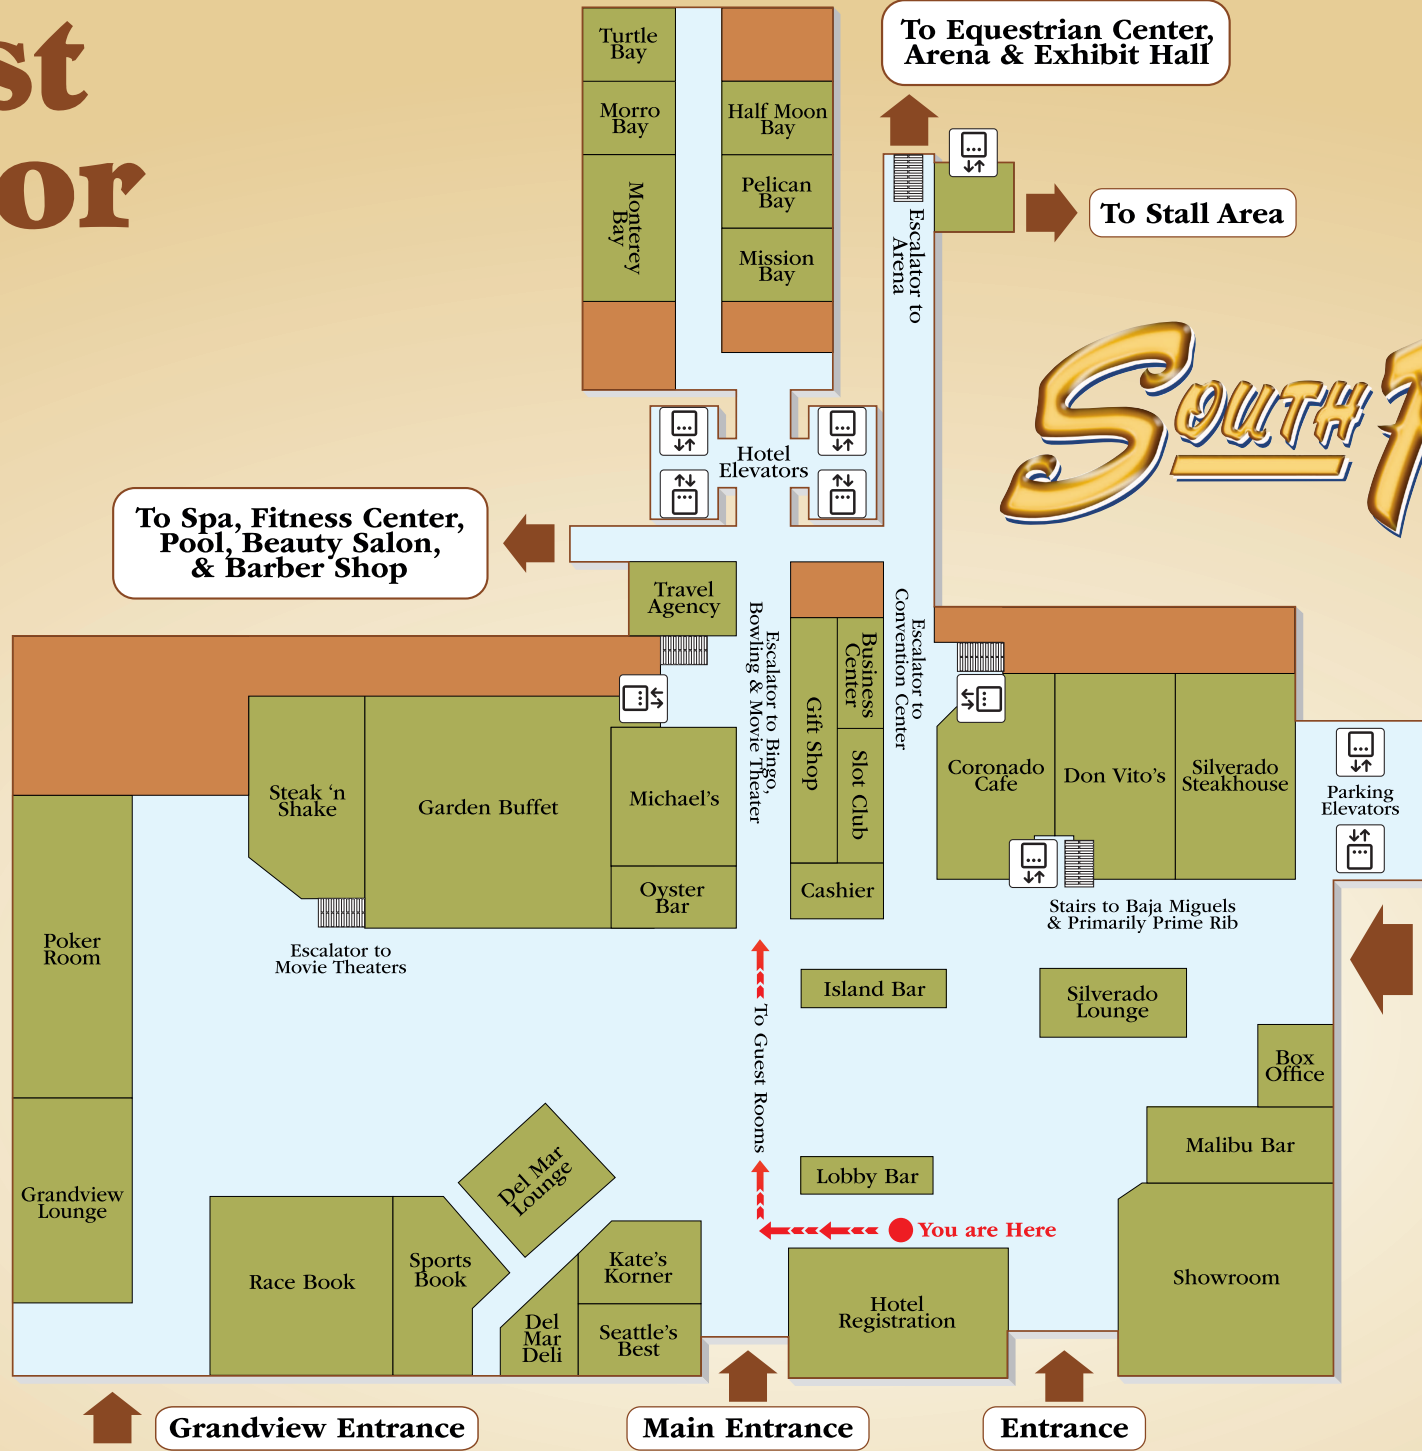 st
or
Turtle
Bay
Morro
Bay
Monterey
Bay
Half Moon
Bay
Pelican
Bay
Mission
Bay
To Equestrian Center,
Arena & Exhibit Hall
To Stall Area
Escalator to
Arena
SOUTH
Hotel
Elevators
To Spa, Fitness Center,
Pool, Beauty Salon,
& Barber Shop
Travel
Agency
Escalator to Bingo,
Bowling & Movie Theater
Business
Center
Gift Shop
Slot Club
Cashier
Escalator to
Convention Center
Steak ‘n
Shake
Garden Buffet
Michael’s
Oyster
Bar
Coronado
Cafe
Don Vito’s
Silverado
Steakhouse
Parking
Elevators
Stairs to Baja Miguels
& Primarily Prime Rib
Poker
Room
Escalator to
Movie Theaters
Island Bar
Silverado
Lounge
To Guest Rooms
Box
Office
Malibu Bar
Lobby Bar
Del Mar
Lounge
Grandview
Lounge
You are Here
Race Book
Sports
Book
Kate’s
Korner
Del
Mar
Deli
Seattle’s
Best
Hotel
Registration
Showroom
Grandview Entrance
Main Entrance
Entrance